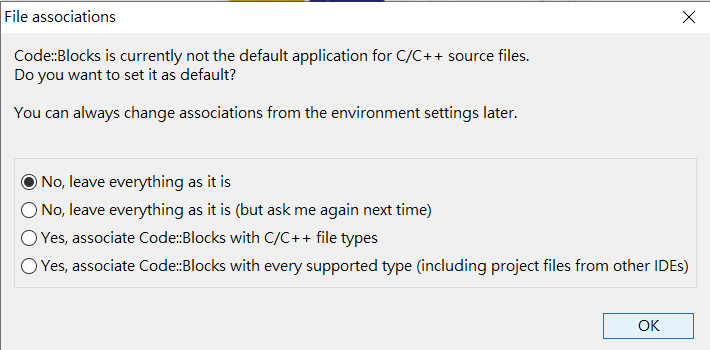 File associations
Code::Blocks is currently not the default application for C/C++ source files.
Do you want to set it as default?
You can always change associations from the environment settings later.
No, leave everything as it is
No, leave everything as it is (but ask me again next time)
Yes, associate Code::Blocks with C/C++ file types
Yes, associate Code::Blocks with every supported type (including project files from other IDEs)
OK